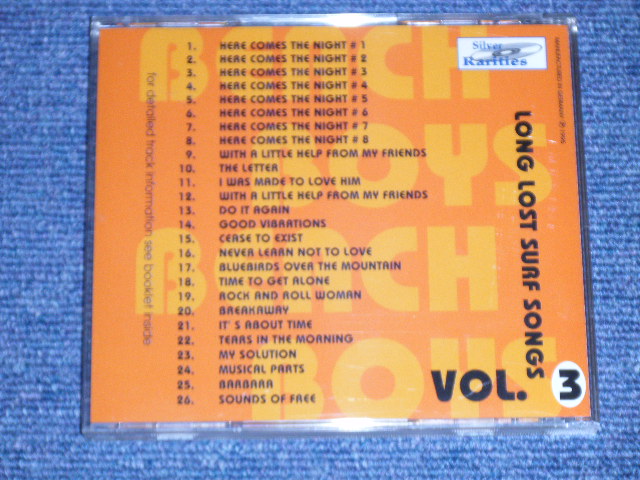 BEACH
BOYS
BEACH
BOYS
1. HERE COMES THE NIGHT # 1
2. HERE COMES THE NIGHT # 2
3. HERE COMES THE NIGHT # 3
4. HERE COMES THE NIGHT # 4
5. HERE COMES THE NIGHT # 5
6. HERE COMES THE NIGHT # 6
7. HERE COMES THE NIGHT # 7
8. HERE COMES THE NIGHT # 8
9. WITH A LITTLE HELP FROM MY FRIENDS
10. THE LETTER
11. I WAS MADE TO LOVE HIM
12. WITH A LITTLE HELP FROM MY FRIENDS
13. DO IT AGAIN
14. GOOD VIBRATIONS
15. CEASE TO EXIST
16. NEVER LEARN NOT TO LOVE
17. BLUEBIRDS OVER THE MOUNTAIN
18. TIME TO GET ALONE
19. ROCK AND ROLL WOMAN
20. BREAKAWAY
21. IT' S ABOUT TIME
22. TEARS IN THE MORNING
23. MY SOLUTION
24. MUSICAL PARTS
25. BARBARA
26. SOUNDS OF FREE
for detailed track information see booklet inside
Silver
Rarities
LONG LOST SURF SONGS
VOL. 3